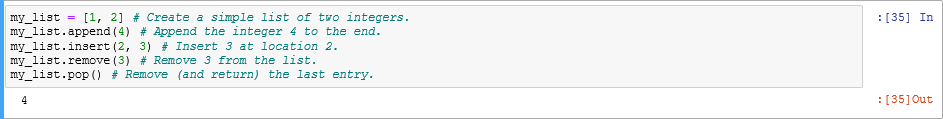 my_list = [1, 2] # Create a simple list of two integers.
my_list.append(4) # Append the integer 4 to the end.
my_list.insert(2, 3) # Insert 3 at location 2.
my_list.remove(3) # Remove 3 from the list.
my_list.pop() # Remove (and return) the last entry.
:[35] In
4
:[35]Out